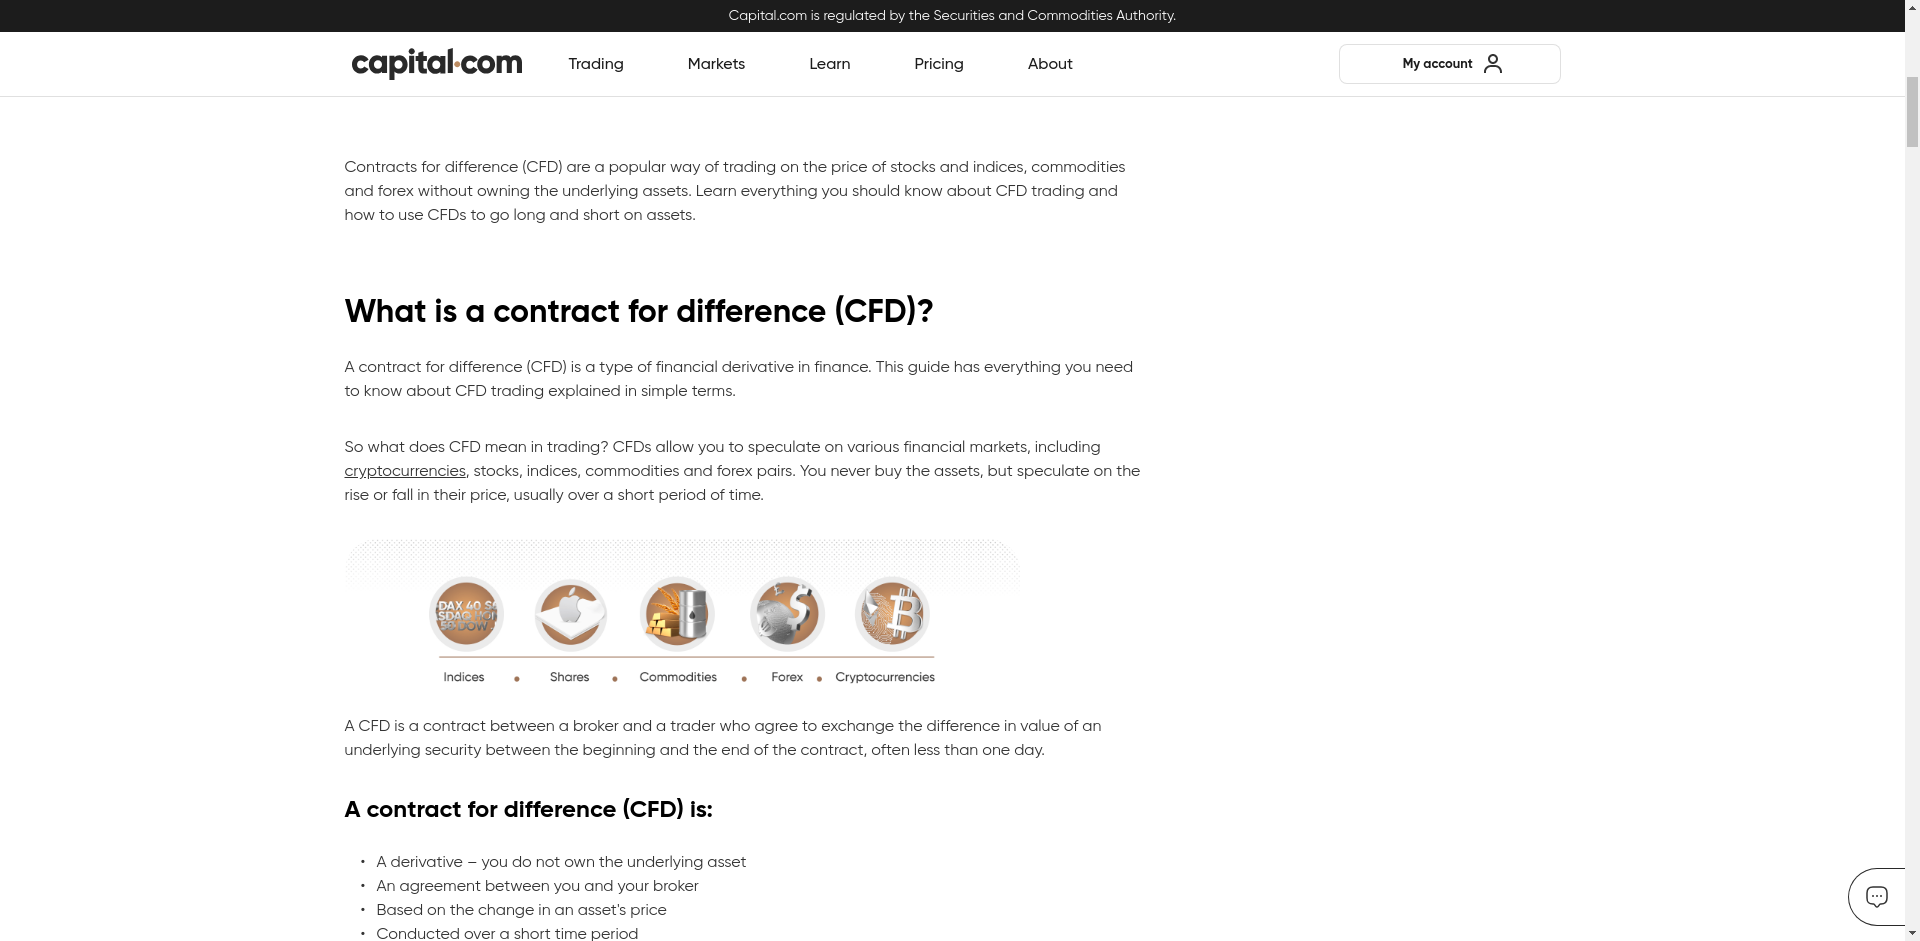 Capital.com is regulated by the Securities and Commodities Authority.
capital.com
Trading
Markets
Learn
Pricing
About
My account
Contracts for difference (CFD) are a popular way of trading on the price of stocks and indices, commodities
and forex without owning the underlying assets. Learn everything you should know about CFD trading and
how to use CFDs to go long and short on assets.
What is a contract for difference (CFD)?
A contract for difference (CFD) is a type of financial derivative in finance. This guide has everything you need
to know about CFD trading explained in simple terms.
So what does CFD mean in trading? CFDs allow you to speculate on various financial markets, including
cryptocurrencies, stocks, indices, commodities and forex pairs. You never buy the assets, but speculate on the
rise or fall in their price, usually over a short period of time.
DAX 40
Indices • Shares • Commodities • Forex • Cryptocurrencies
A CFD is a contract between a broker and a trader who agree to exchange the difference in value of an
underlying security between the beginning and the end of the contract, often less than one day.
A contract for difference (CFD) is:
• A derivative – you do not own the underlying asset
• An agreement between you and your broker
• Based on the change in an asset's price
• Conducted over a short time period